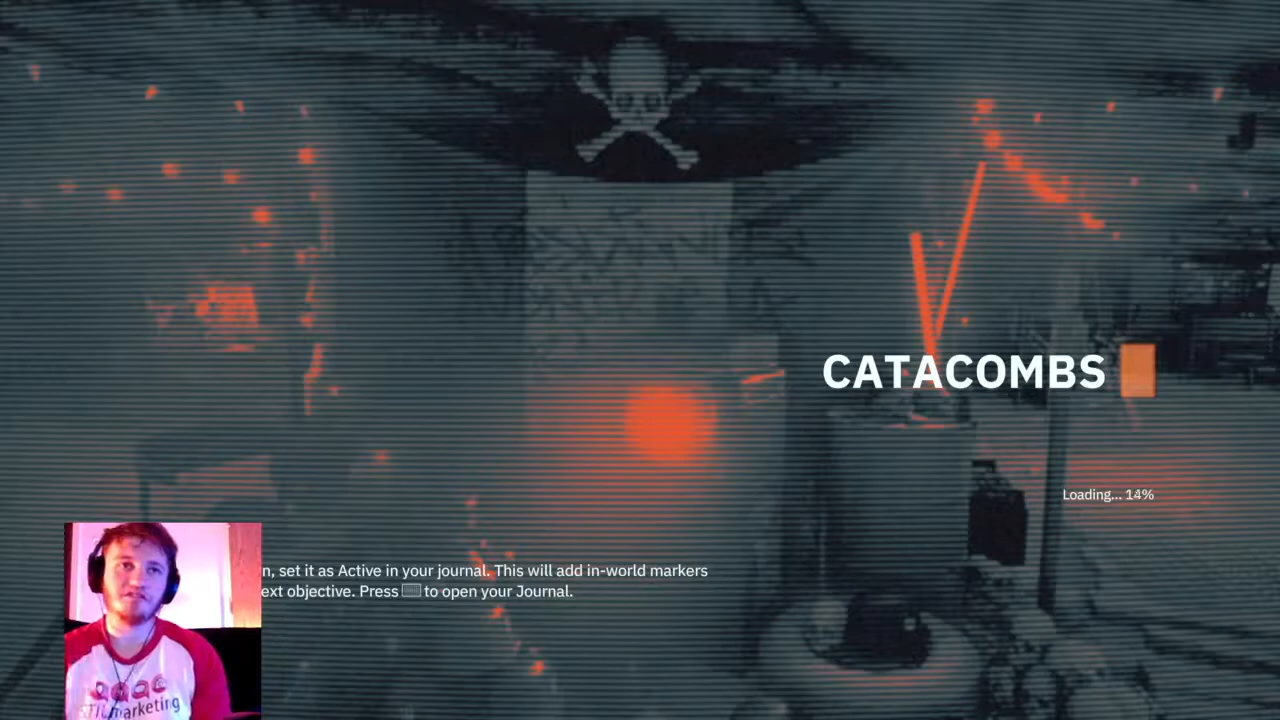 CATACOMBS
Loading... 14%
n, set it as Active in your journal. This will add in-world markers
ext objective. Press to open your Journal.
marketing